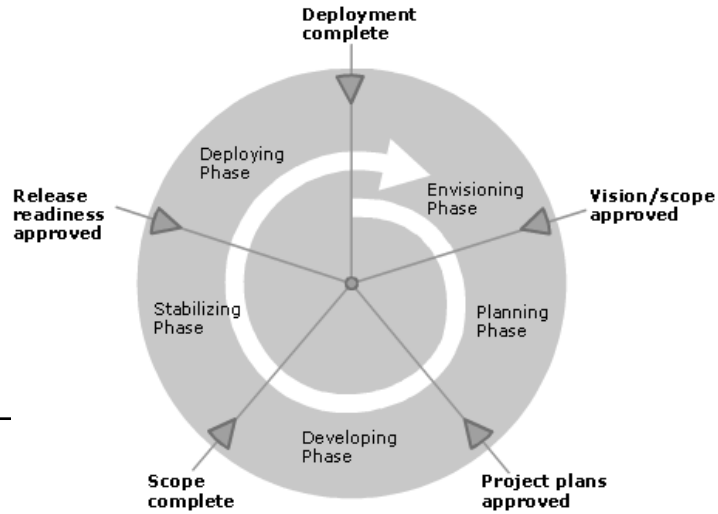 Deployment
complete
Deploying
Phase
Envisioning
Phase
Release
readiness
approved
Vision/scope
approved
Stabilizing
Phase
Planning
Phase
Developing
Phase
Scope
complete
Project plans
approved